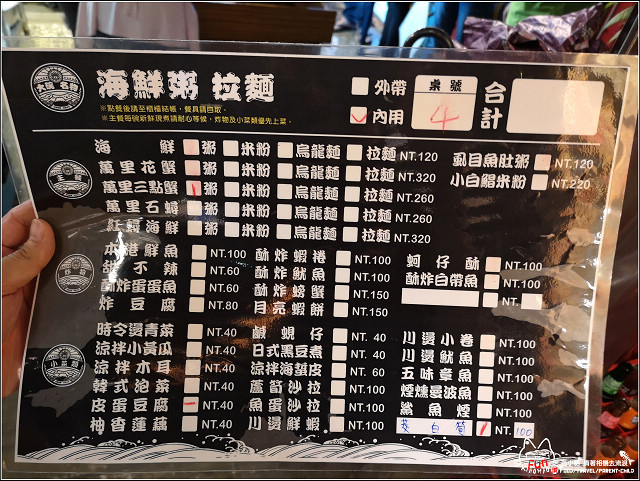 海鮮粥 拉麵
※點餐後請至櫃檯結帳，餐具請自取。
※主餐每碗新鮮現煮請耐心等候，炸物及小菜類優先上菜。
外帶
內用
桌號
4
合計
海鮮 粥 米粉 烏龍麵 拉麵 NT.120
萬里花蟹 粥 米粉 烏龍麵 拉麵 NT.320
萬里三點蟹 粥 米粉 烏龍麵 拉麵 NT.260
萬里石蟳 粥 米粉 烏龍麵 拉麵 NT.260
紅蟳海鮮 粥 米粉 烏龍麵 拉麵 NT.320
虱目魚肚粥 NT.120
小白鯧米粉 NT.220
炸物
本港鮮魚 NT.100
甜不辣 NT.60
酥炸蛋蛋魚 NT.60
炸豆腐 NT.80
酥炸蝦捲 NT.100
酥炸魷魚 NT.100
酥炸螃蟹 NT.150
月亮蝦餅 NT.150
蚵仔酥 NT.100
酥炸白帶魚 NT.100
NT.
小菜類
時令燙青菜 NT.40
涼拌小黃瓜 NT.40
涼拌木耳 NT.40
韓式泡菜 NT.40
皮蛋豆腐 NT.40
柚香蓮藕 NT.40
鹹蜆仔 NT. 40
日式黑豆煮 NT. 40
涼拌海蜇皮 NT. 60
蘆筍沙拉 NT.100
魚蛋沙拉 NT.100
川燙鮮蝦 NT.100
川燙小卷 NT.100
川燙魷魚 NT.100
五味章魚 NT.100
煙燻曼波魚 NT.100
鯊魚煙 NT.100
茭白筍 NT. 100